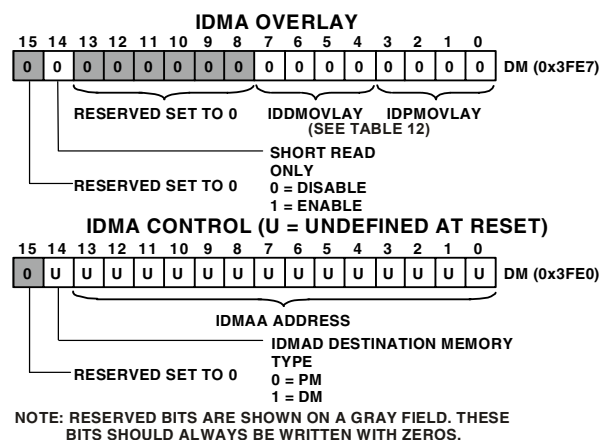 IDMA OVERLAY
15 14 13 12 11 10 9 8 7 6 5 4 3 2 1 0
0 0 0 0 0 0 0 0 0 0 0 0 0 0 0 0 DM (0x3FE7)
RESERVED SET TO 0 IDDMOVLAY IDPMOVLAY
(SEE TABLE 12)
SHORT READ
ONLY
RESERVED SET TO 0 0 = DISABLE
1 = ENABLE
IDMA CONTROL (U = UNDEFINED AT RESET)
15 14 13 12 11 10 9 8 7 6 5 4 3 2 1 0
0 U U U U U U U U U U U U U U U DM (0x3FE0)
IDMAA ADDRESS
IDMAD DESTINATION MEMORY
TYPE
RESERVED SET TO 0 0 = PM
1 = DM
NOTE: RESERVED BITS ARE SHOWN ON A GRAY FIELD. THESE
BITS SHOULD ALWAYS BE WRITTEN WITH ZEROS.